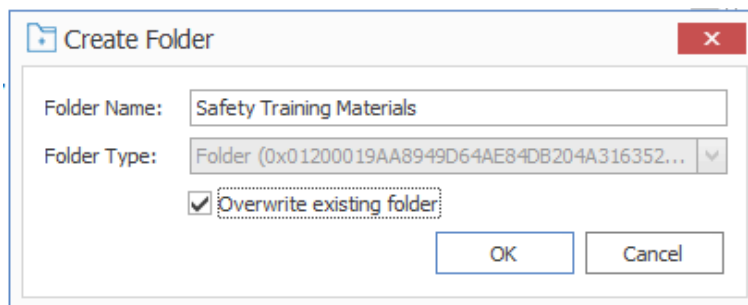 Create Folder
Folder Name: Safety Training Materials
Folder Type: Folder (0x01200019AA8949D64AE84DB204A316352...
Overwrite existing folder
OK Cancel